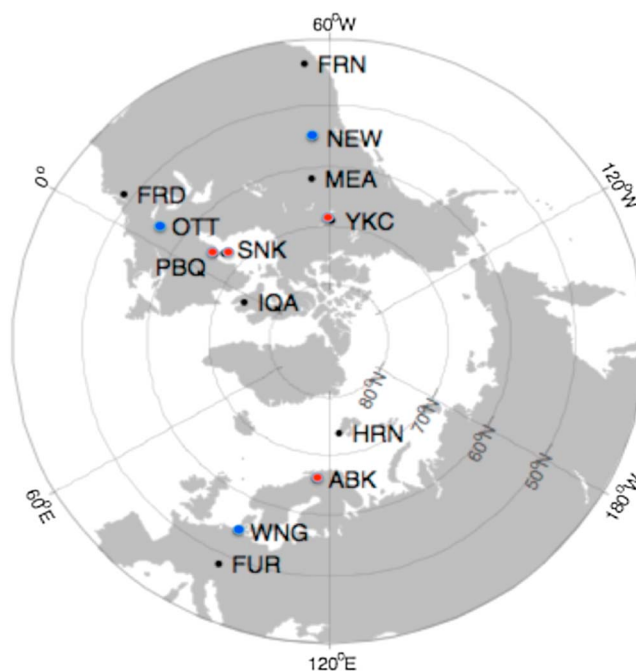 60°W
FRN
NEW
MEA
120°W
0°
FRD
YKC
OTT
SNK
PBQ
IQA
80°N
70°N
60°N
50°N
HRN
ABK
60°E
180°W
WNG
FUR
120°E